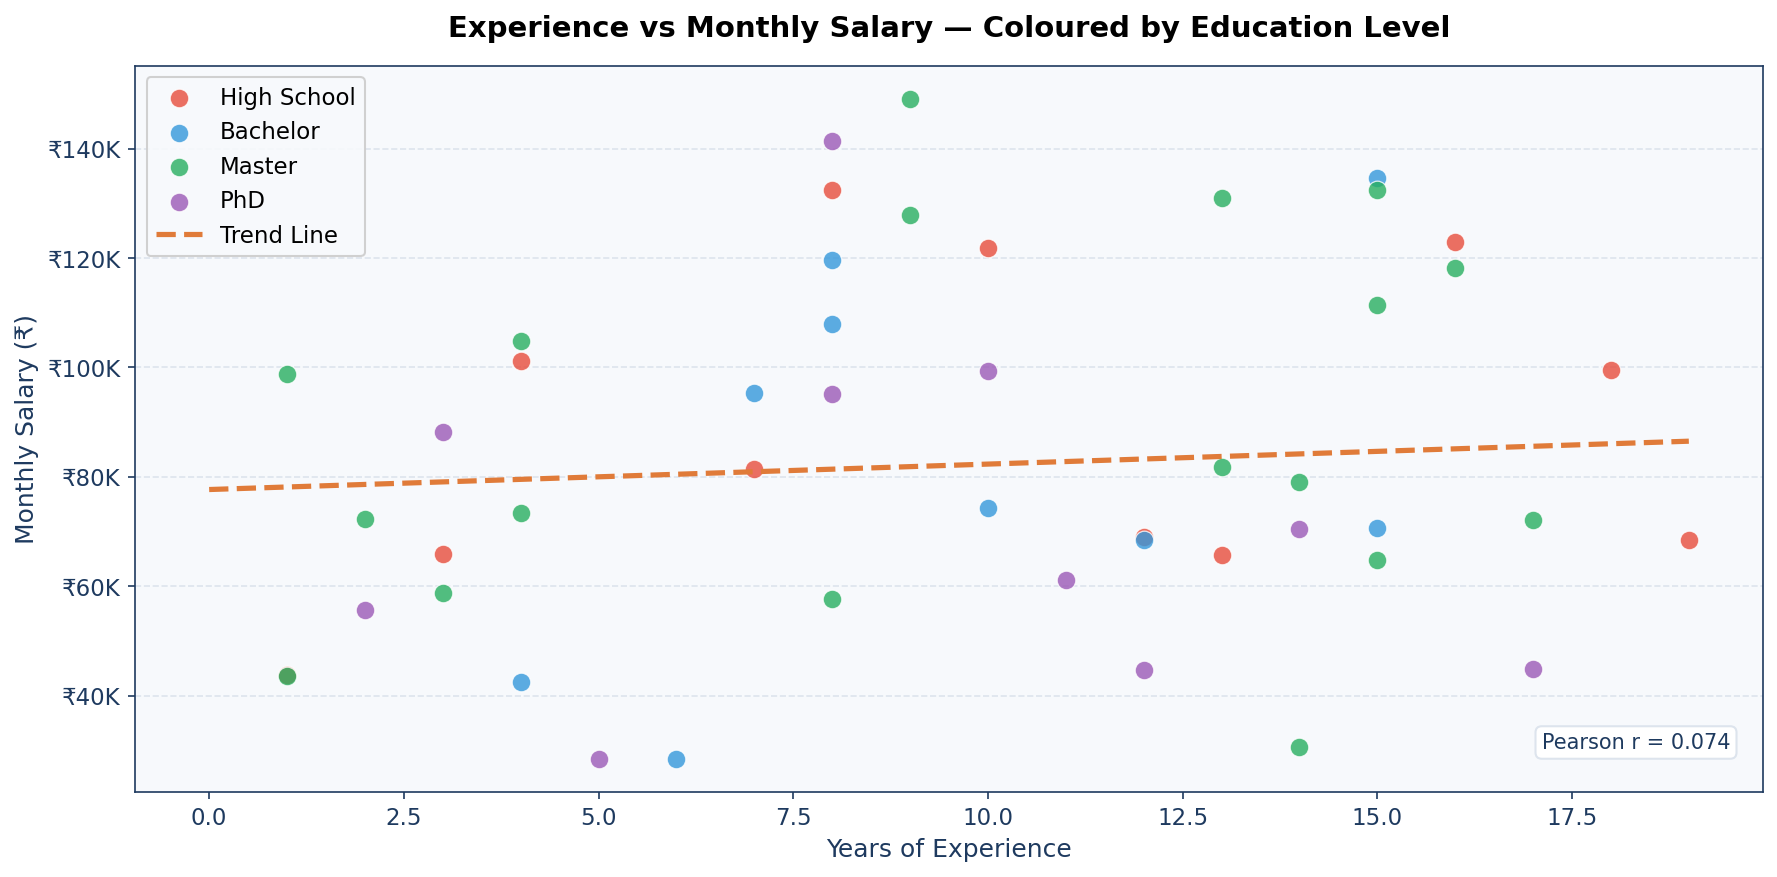 Experience vs Monthly Salary — Coloured by Education Level
High School
Bachelor
Master
PhD
Trend Line
Monthly Salary (₹)
₹140K
₹120K
₹100K
₹80K
₹60K
₹40K
Pearson r = 0.074
0.0
2.5
5.0
7.5
10.0
12.5
15.0
17.5
Years of Experience